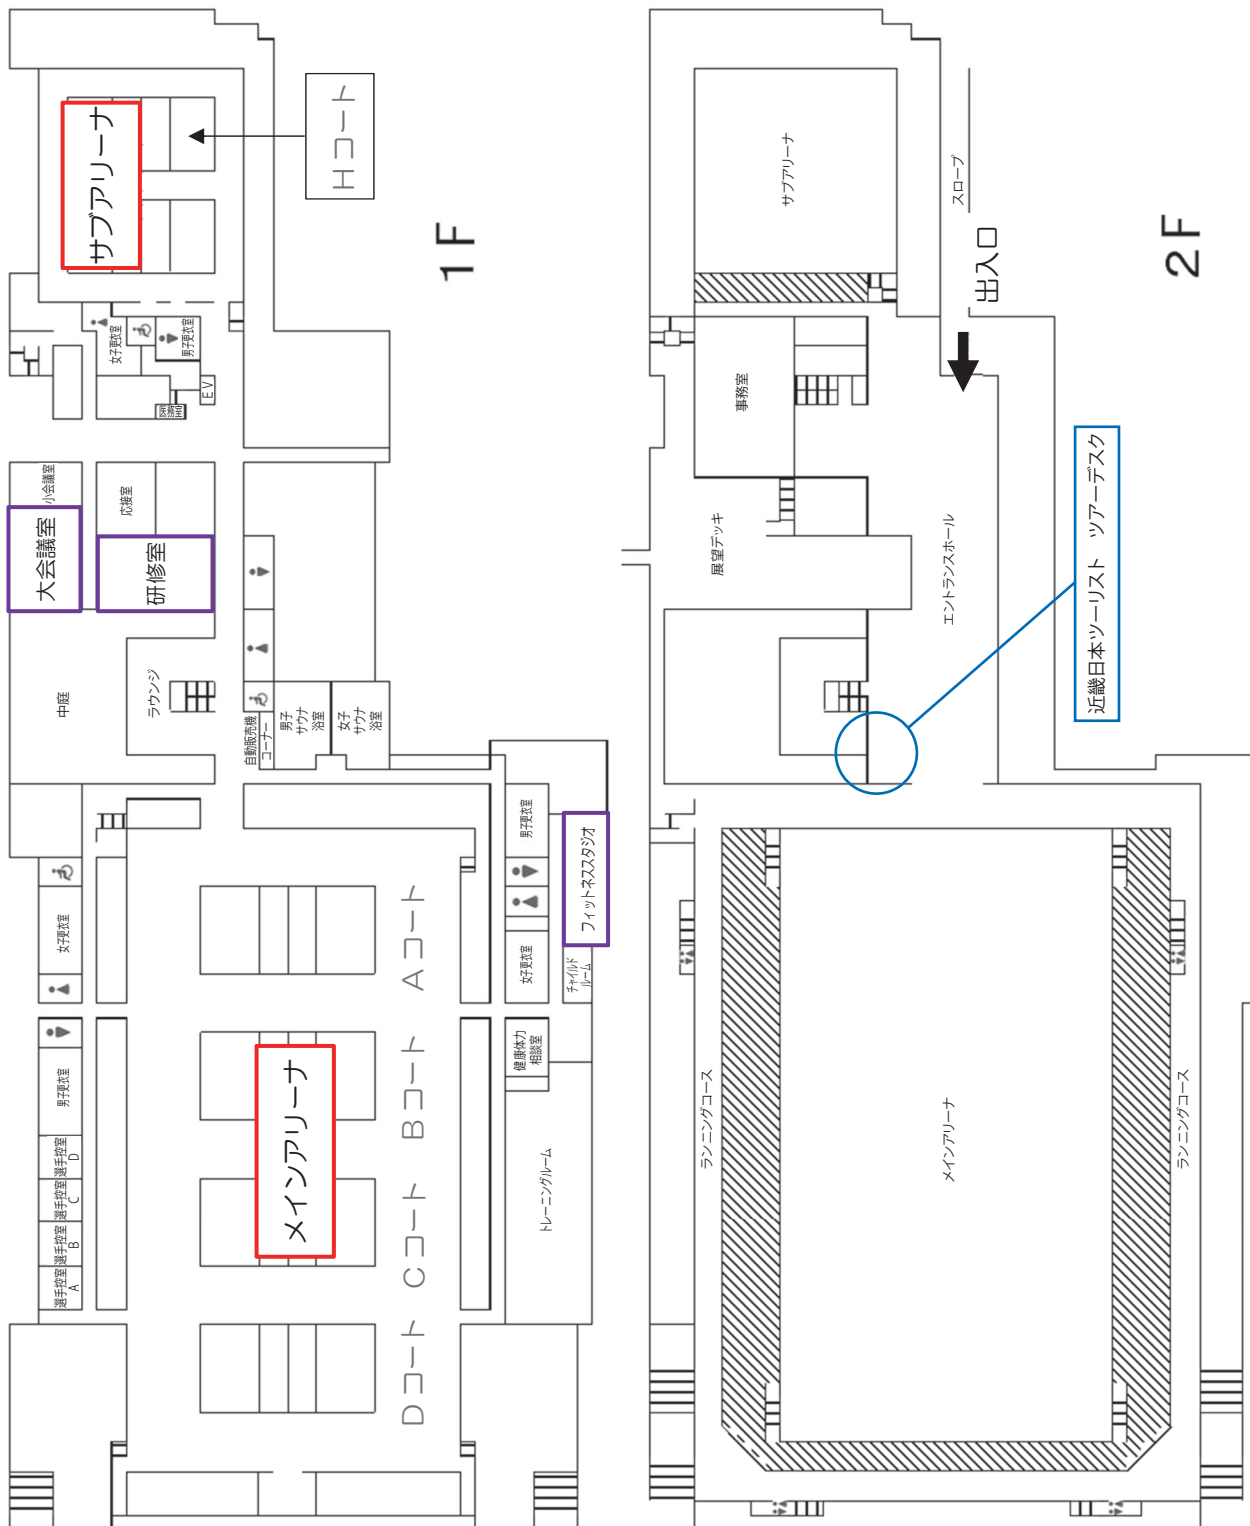 1F
Hコート
サブアリーナ
女子更衣室
男子更衣室
EV
小会議室
大会議室
応接室
研修室
中庭
ラウンジ
自動販売機
コーナー
男子
サウナ
浴室
女子
サウナ
浴室
女子更衣室
男子更衣室
選手控室
D
選手控室
C
選手控室
B
選手控室
A
メインアリーナ
Aコート
Bコート
Cコート
Dコート
男子更衣室
フィットネススタジオ
女子更衣室
チャイルド
ルーム
健康体力
相談室
トレーニングルーム
2F
サブアリーナ
スロープ
出入口
事務室
展望デッキ
エントランスホール
近畿日本ツーリスト ツアーデスク
ランニングコース
メインアリーナ
ランニングコース